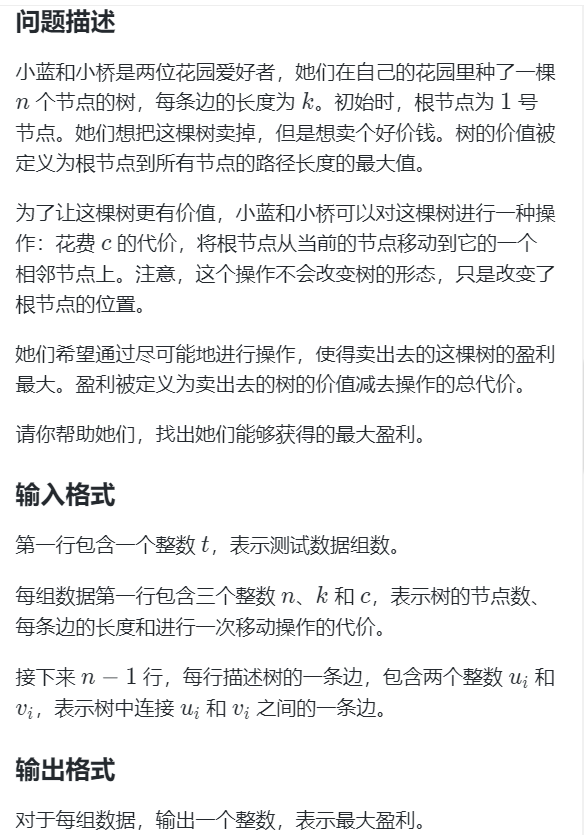 问题描述
小蓝和小桥是两位花园爱好者，她们在自己的花园里种了一棵
n 个节点的树，每条边的长度为 k。初始时，根节点为 1 号
节点。她们想把这棵树卖掉，但是想卖个好价钱。树的价值被
定义为根节点到所有节点的路径长度的最大值。
为了让这棵树更有价值，小蓝和小桥可以对这棵树进行一种操
作：花费 c 的代价，将根节点从当前的节点移动到它的一个
相邻节点上。注意，这个操作不会改变树的形态，只是改变了
根节点的位置。
她们希望通过尽可能地进行操作，使得卖出去的这棵树的盈利
最大。盈利被定义为卖出去的树的价值减去操作的总代价。
请你帮助她们，找出她们能够获得的最大盈利。
输入格式
第一行包含一个整数 t，表示测试数据组数。
每组数据第一行包含三个整数 n、k 和 c，表示树的节点数、
每条边的长度和进行一次移动操作的代价。
接下来 n − 1 行，每行描述树的一条边，包含两个整数 u_i 和
v_i，表示树中连接 u_i 和 v_i 之间的一条边。
输出格式
对于每组数据，输出一个整数，表示最大盈利。